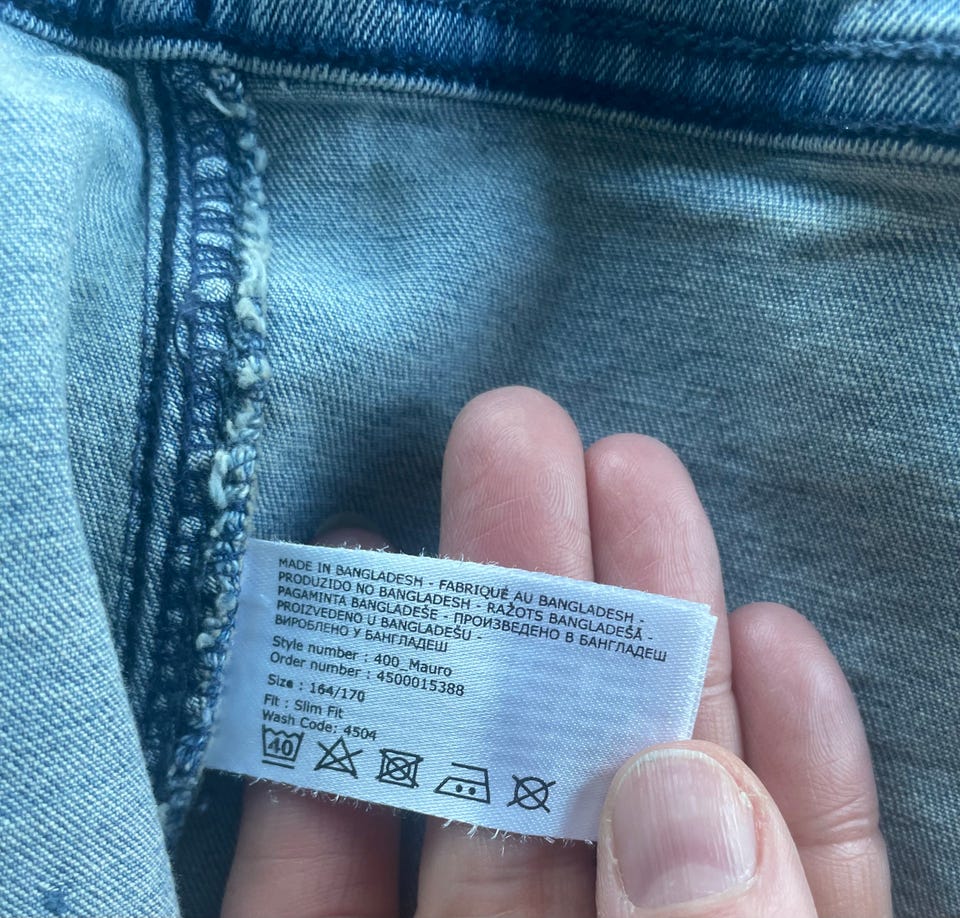 MADE IN BANGLADESH - FABRIQUÉ AU BANGLADESH -
PRODUZIDO NO BANGLADESH - RAŽOTS BANGLADEŠĀ -
PAGAMINTA BANGLADEŠE - ПРОИЗВЕДЕНО В БАНГЛАДЕШ
PROIZVEDENO U BANGLADEŠU -
ВИРОБЛЕНО У БАНГЛАДЕШ
Style number : 400_Mauro
Order number : 4500015388
Size : 164/170
Fit : Slim Fit
Wash Code: 4504
40